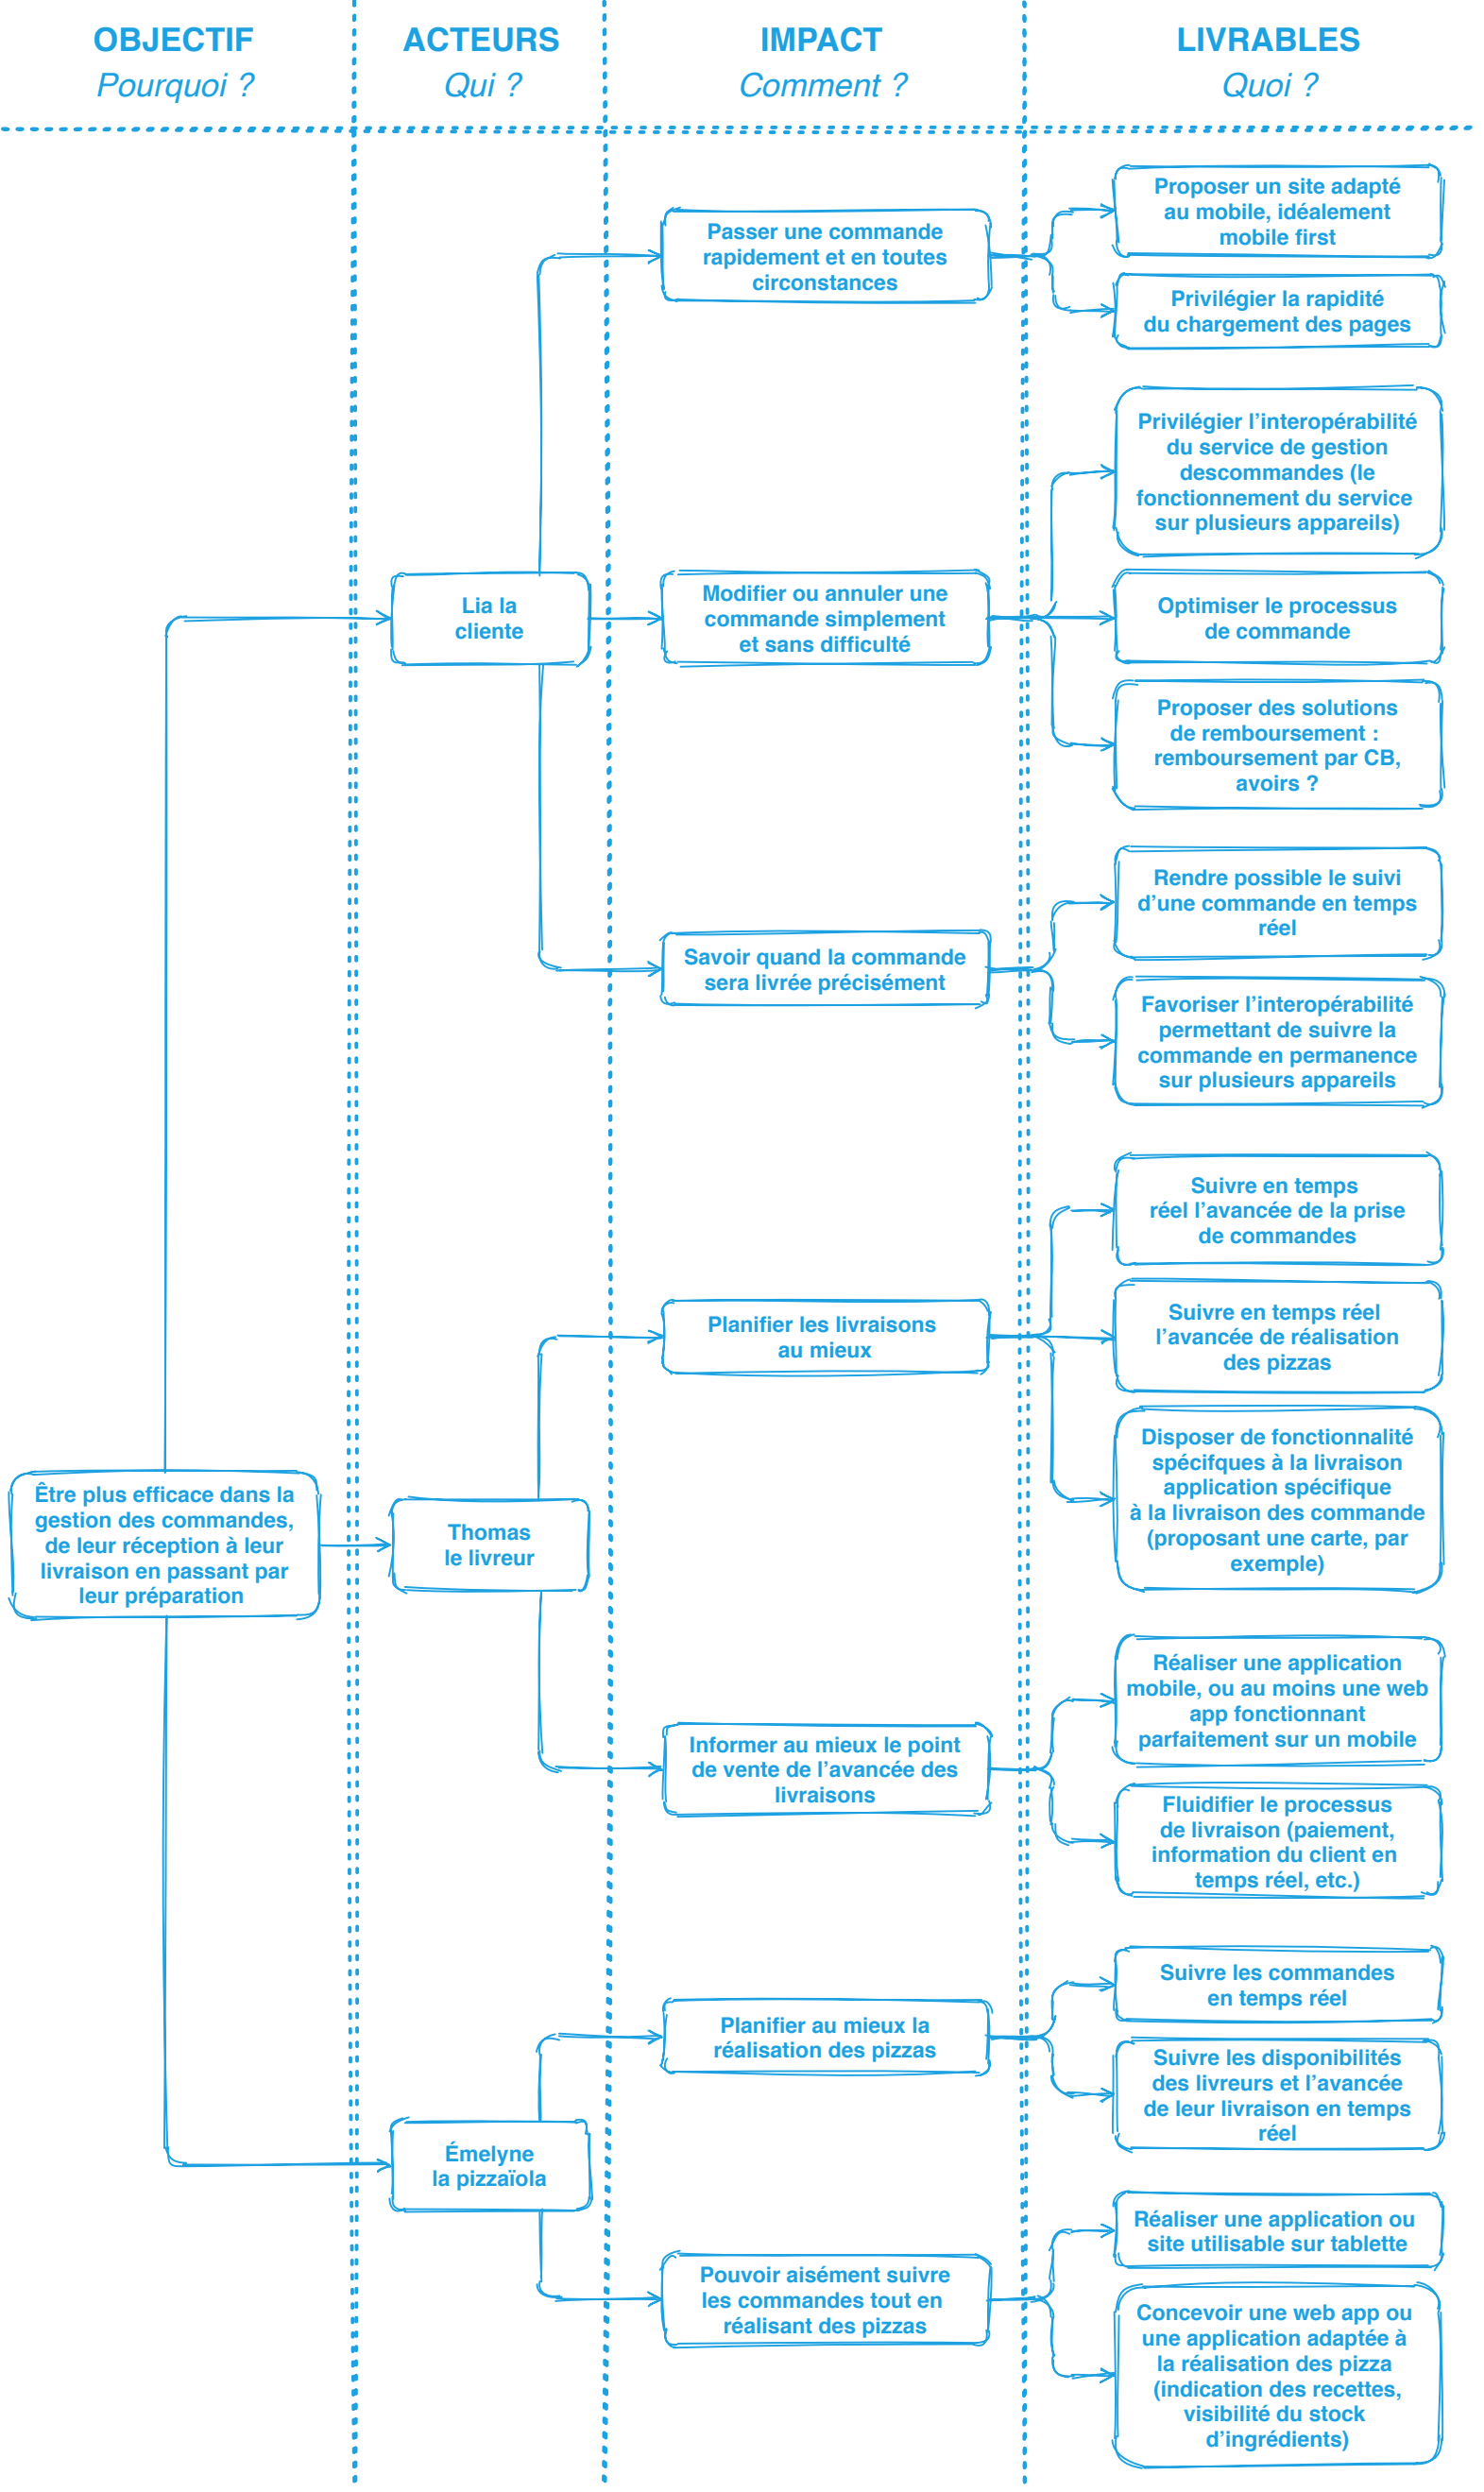 OBJECTIF
Pourquoi ?
ACTEURS
Qui ?
IMPACT
Comment ?
LIVRABLES
Quoi ?
Être plus efficace dans la
gestion des commandes,
de leur réception à leur
livraison en passant par
leur préparation
Lia la
cliente
Passer une commande
rapidement et en toutes
circonstances
Proposer un site adapté
au mobile, idéalement
mobile first
Privilégier la rapidité
du chargement des pages
Modifier ou annuler une
commande simplement
et sans difficulté
Privilégier l’interopérabilité
du service de gestion
descommandes (le
fonctionnement du service
sur plusieurs appareils)
Optimiser le processus
de commande
Proposer des solutions
de remboursement :
remboursement par CB,
avoirs ?
Savoir quand la commande
sera livrée précisément
Rendre possible le suivi
d’une commande en temps
réel
Favoriser l’interopérabilité
permettant de suivre la
commande en permanence
sur plusieurs appareils
Thomas
le livreur
Planifier les livraisons
au mieux
Suivre en temps
réel l’avancée de la prise
de commandes
Suivre en temps réel
l’avancée de réalisation
des pizzas
Disposer de fonctionnalité
spécifques à la livraison
application spécifique
à la livraison des commande
(proposant une carte, par
exemple)
Informer au mieux le point
de vente de l’avancée des
livraisons
Réaliser une application
mobile, ou au moins une web
app fonctionnant
parfaitement sur un mobile
Fluidifier le processus
de livraison (paiement,
information du client en
temps réel, etc.)
Émelyne
la pizzaïola
Planifier au mieux la
réalisation des pizzas
Suivre les commandes
en temps réel
Suivre les disponibilités
des livreurs et l’avancée
de leur livraison en temps
réel
Pouvoir aisément suivre
les commandes tout en
réalisant des pizzas
Réaliser une application ou
site utilisable sur tablette
Concevoir une web app ou
une application adaptée à
la réalisation des pizza
(indication des recettes,
visibilité du stock
d’ingrédients)